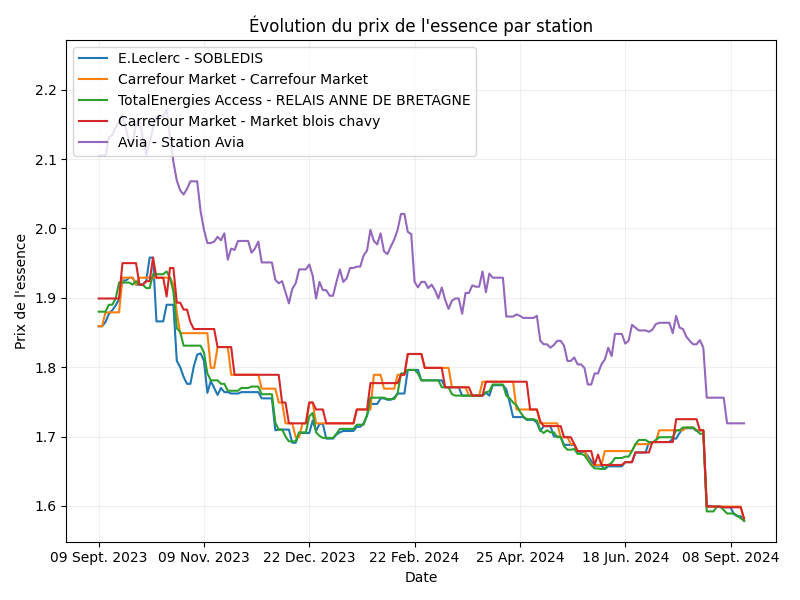 Évolution du prix de l'essence par station
E.Leclerc - SOBLEDIS
Carrefour Market - Carrefour Market
TotalEnergies Access - RELAIS ANNE DE BRETAGNE
Carrefour Market - Market blois chavy
Avia - Station Avia
Prix de l'essence
2.2
2.1
2.0
1.9
1.8
1.7
1.6
09 Sept. 2023 09 Nov. 2023 22 Dec. 2023 22 Feb. 2024 25 Apr. 2024 18 Jun. 2024 08 Sept. 2024
Date